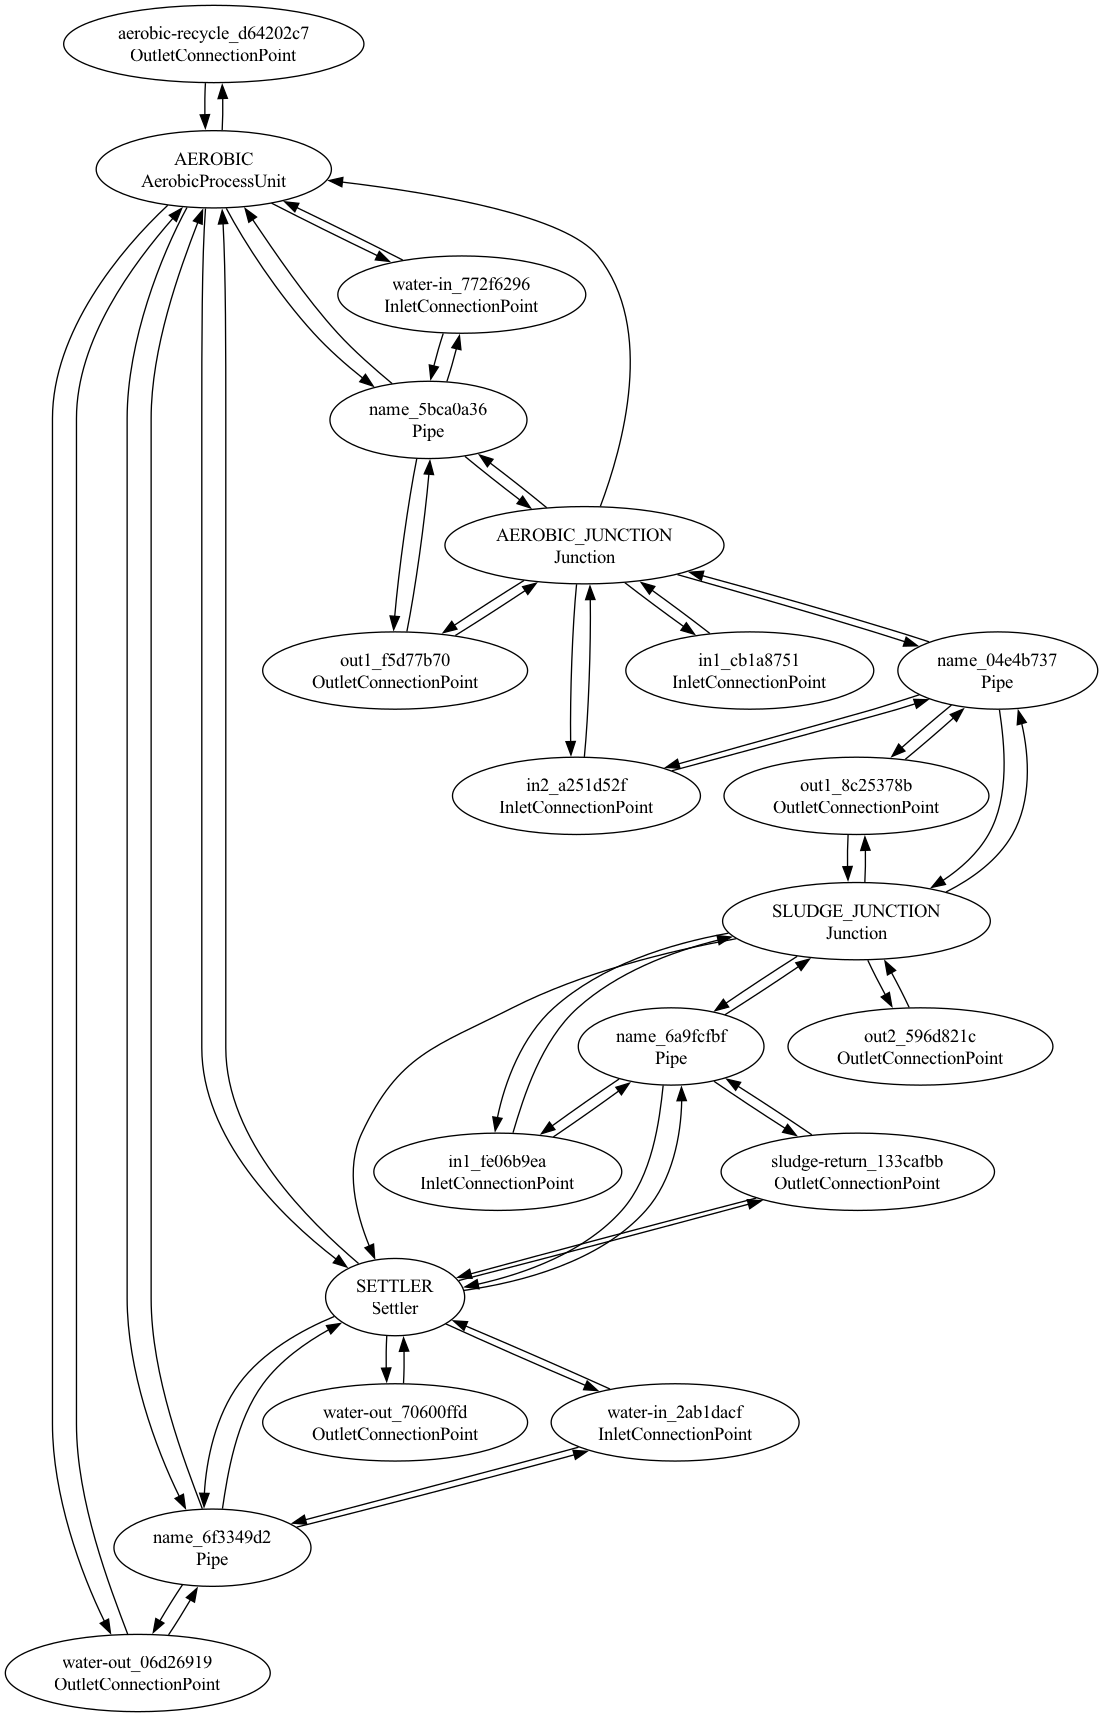 aerobic-recycle_d64202c7
OutletConnectionPoint
AEROBIC
AerobicProcessUnit
water-in_772f6296
InletConnectionPoint
name_5bca0a36
Pipe
AEROBIC_JUNCTION
Junction
out1_f5d77b70
OutletConnectionPoint
in1_cb1a8751
InletConnectionPoint
name_04e4b737
Pipe
in2_a251d52f
InletConnectionPoint
out1_8c25378b
OutletConnectionPoint
SLUDGE_JUNCTION
Junction
name_6a9fcfbf
Pipe
out2_596d821c
OutletConnectionPoint
in1_fe06b9ea
InletConnectionPoint
sludge-return_133cafbb
OutletConnectionPoint
SETTLER
Settler
water-out_70600ffd
OutletConnectionPoint
water-in_2ab1dacf
InletConnectionPoint
name_6f3349d2
Pipe
water-out_06d26919
OutletConnectionPoint